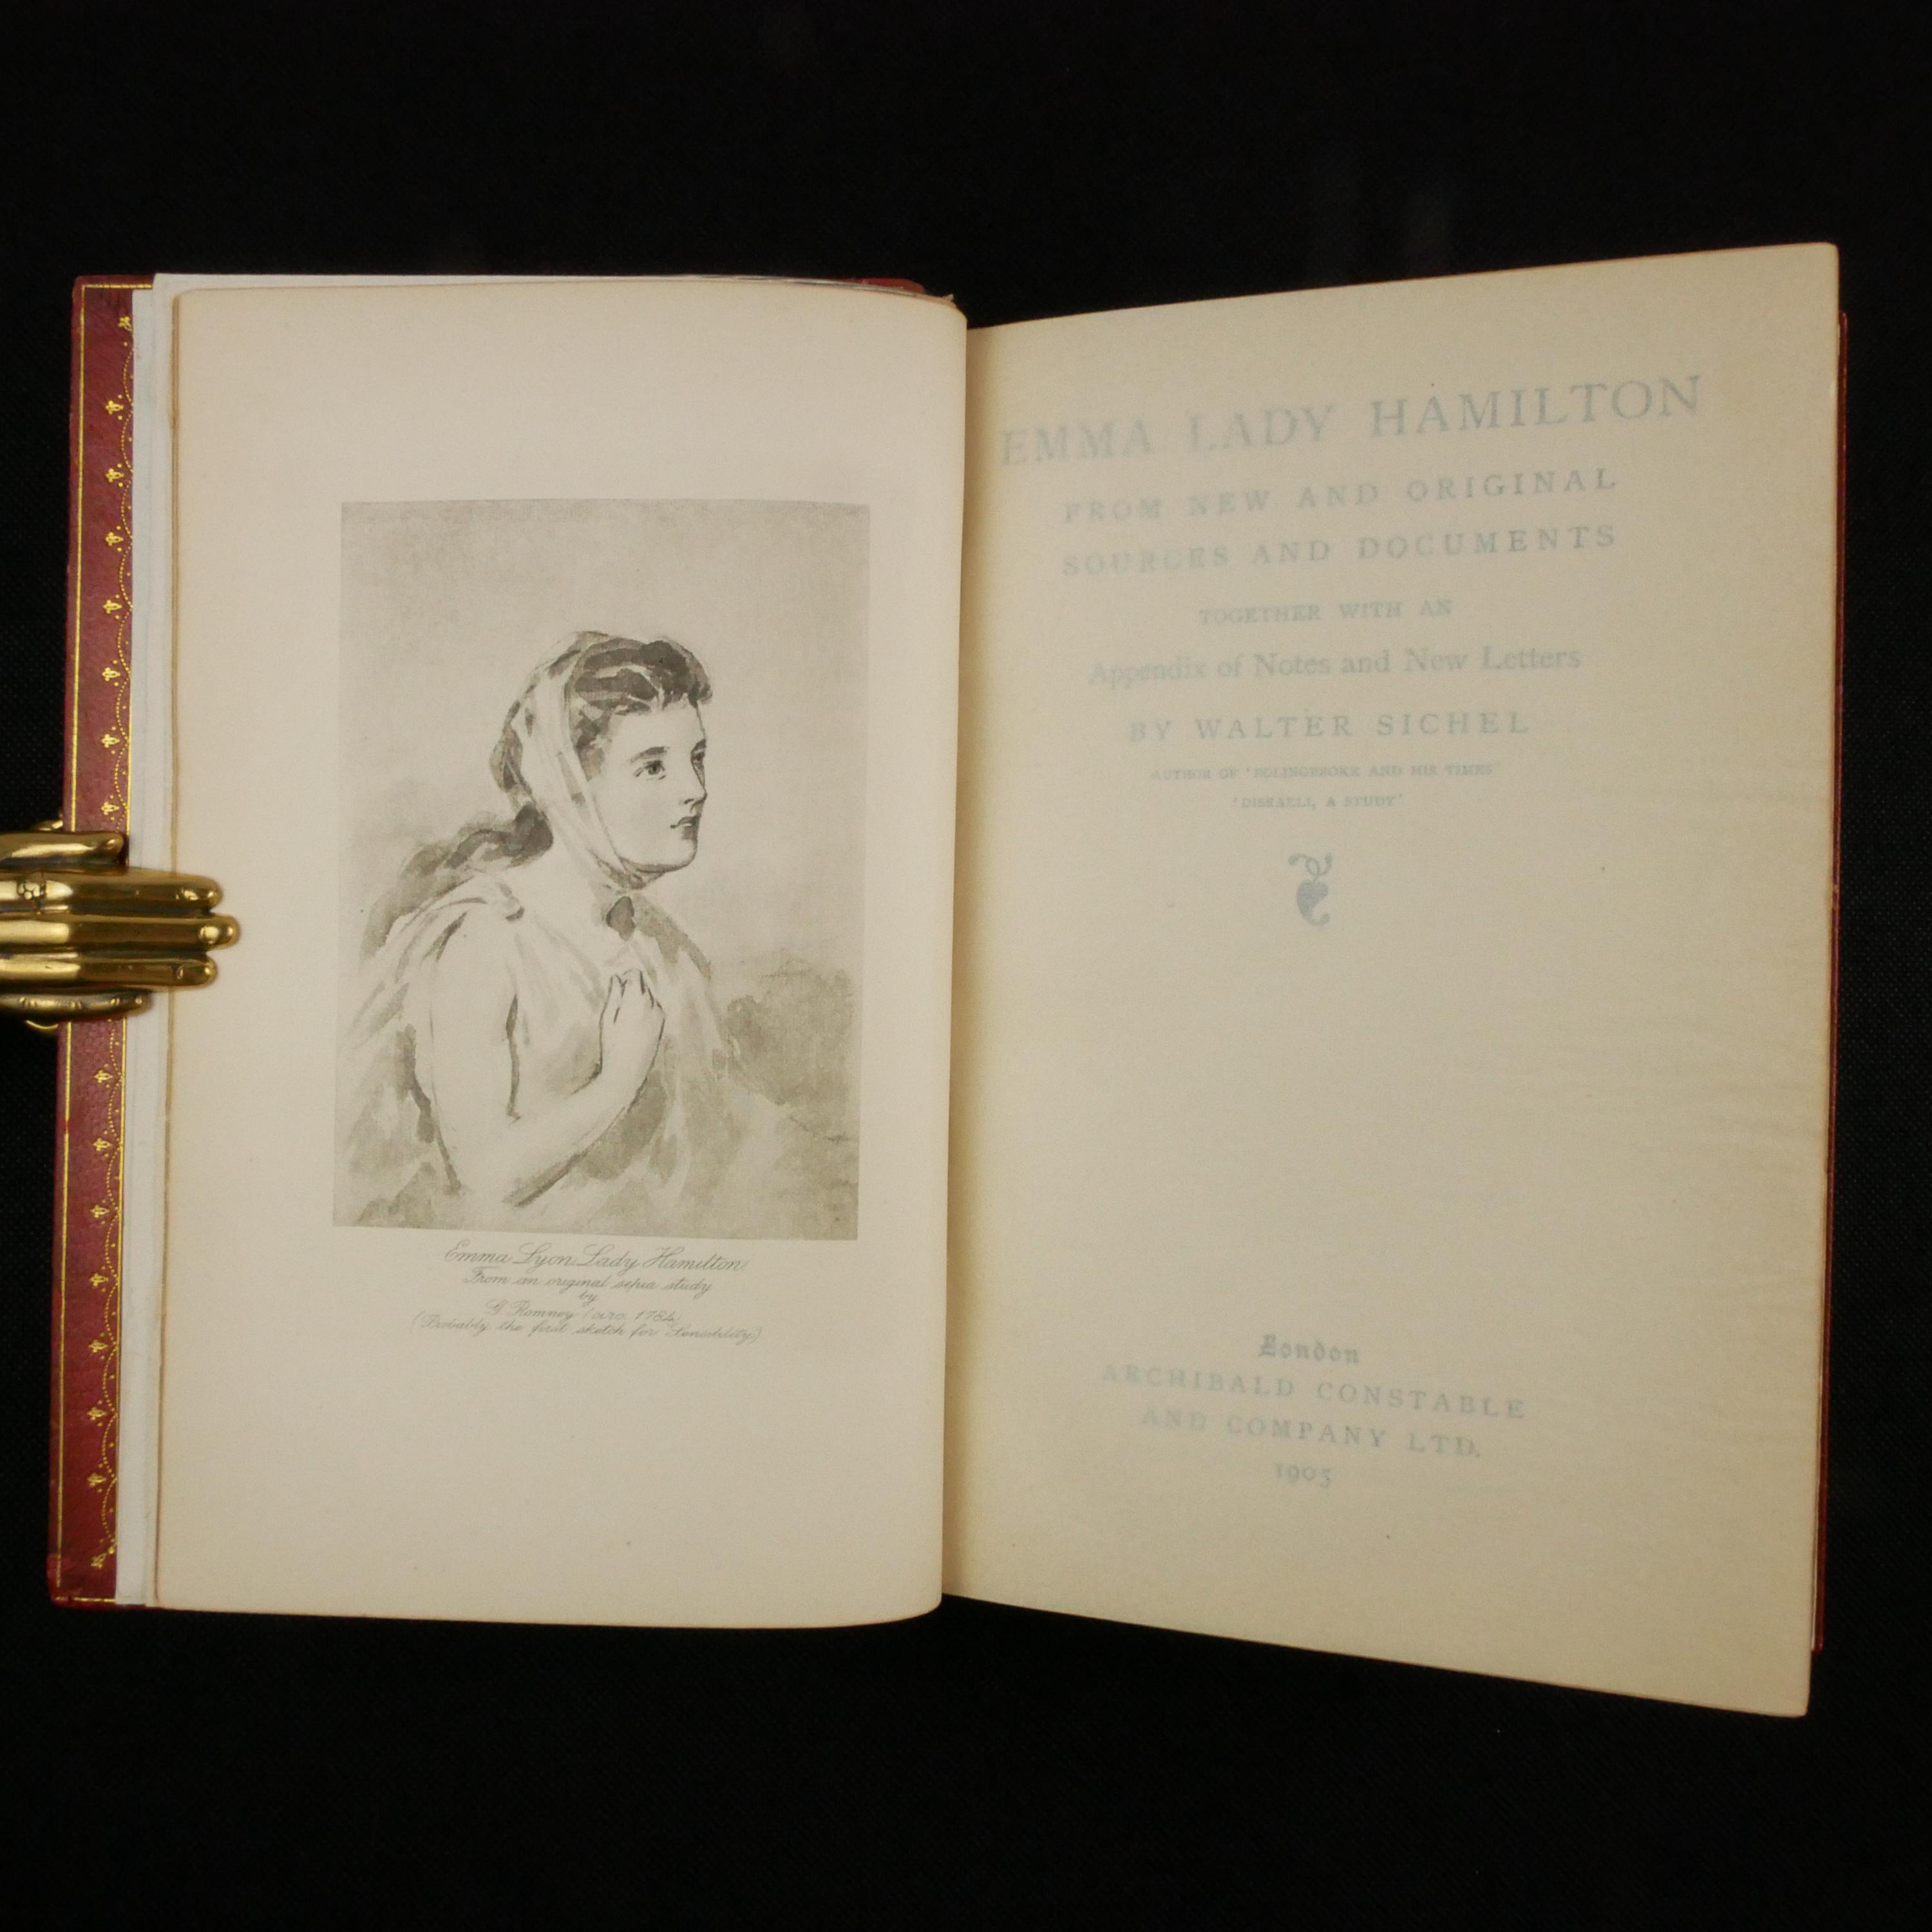 Emma Lyon, Lady Hamilton.
From an original sepia study
by
G. Romney (circ. 1784)
(Probably the first sketch for Sensibility)
EMMA LADY HAMILTON
FROM NEW AND ORIGINAL
SOURCES AND DOCUMENTS
TOGETHER WITH AN
Appendix of Notes and New Letters
BY WALTER SICHEL
AUTHOR OF 'BOLINGBROKE AND HIS TIMES'
'DISRAELI, A STUDY'
London
ARCHIBALD CONSTABLE
AND COMPANY LTD.
1905